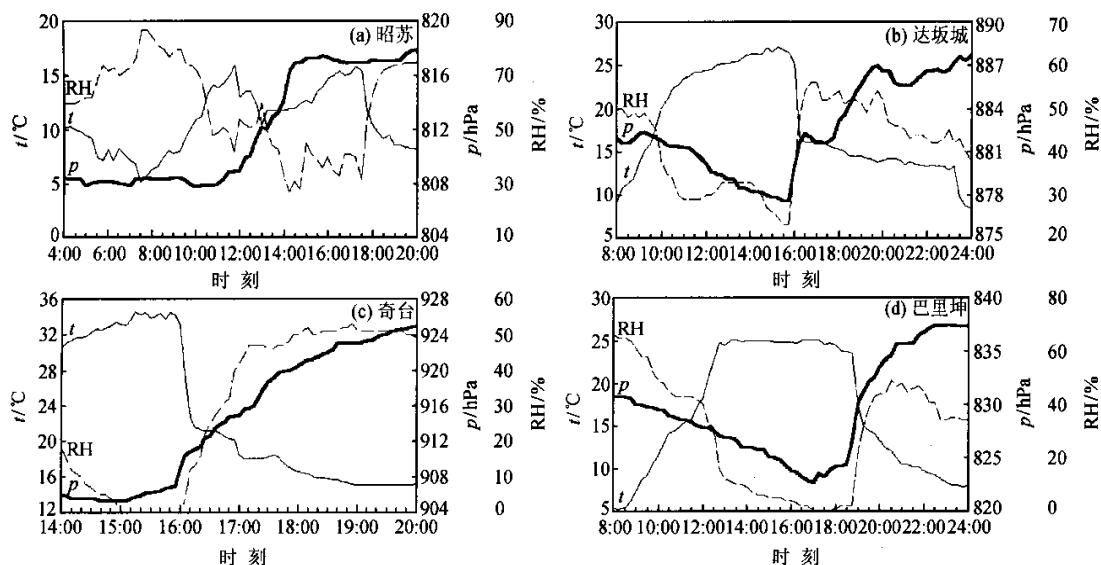 (a) 昭苏
20 15 10 5 0
t/℃
820 816 812 808 804
p/hPa
90 70 50 30 10
RH/%
RH
t
p
4:00 6:00 8:00 10:00 12:00 14:00 16:00 18:00 20:00
时 刻
(b) 达坂城
30 25 20 15 10 5
t/℃
890 887 884 881 878 875
p/hPa
70 60 50 40 30 20
RH/%
RH
p
t
8:00 10:00 12:00 14:00 16:00 18:00 20:00 22:00 24:00
时 刻
(c) 奇台
36 32 28 24 20 16 12
t/℃
928 924 920 916 912 908 904
p/hPa
60 50 40 30 20 10 0
RH/%
t
RH
p
14:00 15:00 16:00 17:00 18:00 19:00 20:00
时 刻
(d) 巴里坤
30 25 20 15 10 5
t/℃
840 835 830 825 820
p/hPa
80 60 40 20 0
RH/%
RH
p
t
8:00 10:00 12:00 14:00 16:00 18:00 20:00 22:00 24:00
时 刻